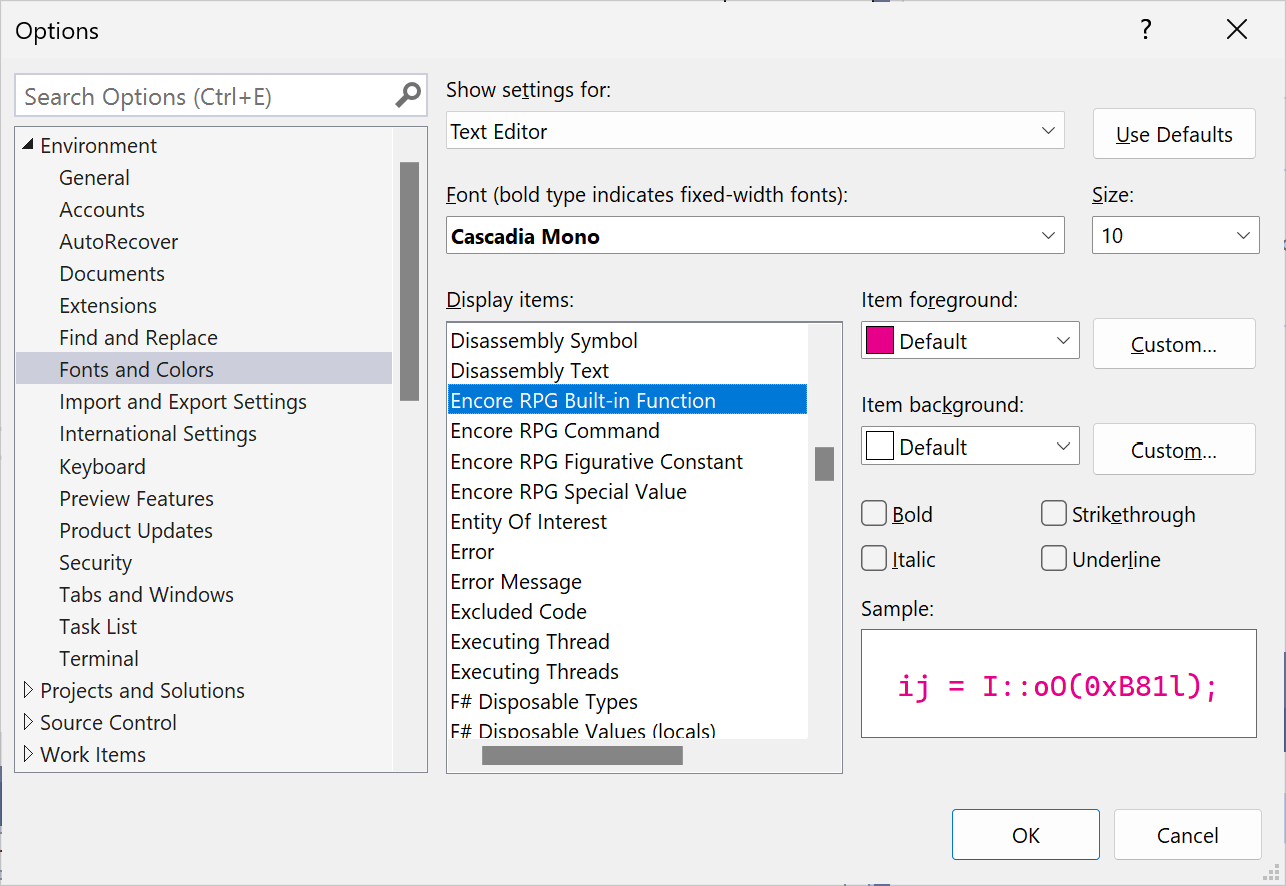 Options
?
Search Options (Ctrl+E)
Environment
General
Accounts
AutoRecover
Documents
Extensions
Find and Replace
Fonts and Colors
Import and Export Settings
International Settings
Keyboard
Preview Features
Product Updates
Security
Tabs and Windows
Task List
Terminal
Projects and Solutions
Source Control
Work Items
Show settings for:
Text Editor
Use Defaults
Font (bold type indicates fixed-width fonts):
Cascadia Mono
Size:
10
Display items:
Disassembly Symbol
Disassembly Text
Encore RPG Built-in Function
Encore RPG Command
Encore RPG Figurative Constant
Encore RPG Special Value
Entity Of Interest
Error
Error Message
Excluded Code
Executing Thread
Executing Threads
F# Disposable Types
F# Disposable Values (locals)
Item foreground:
Default
Custom...
Item background:
Default
Custom...
Bold
Strikethrough
Italic
Underline
Sample:
ij = I::oO(0xB81l);
OK
Cancel